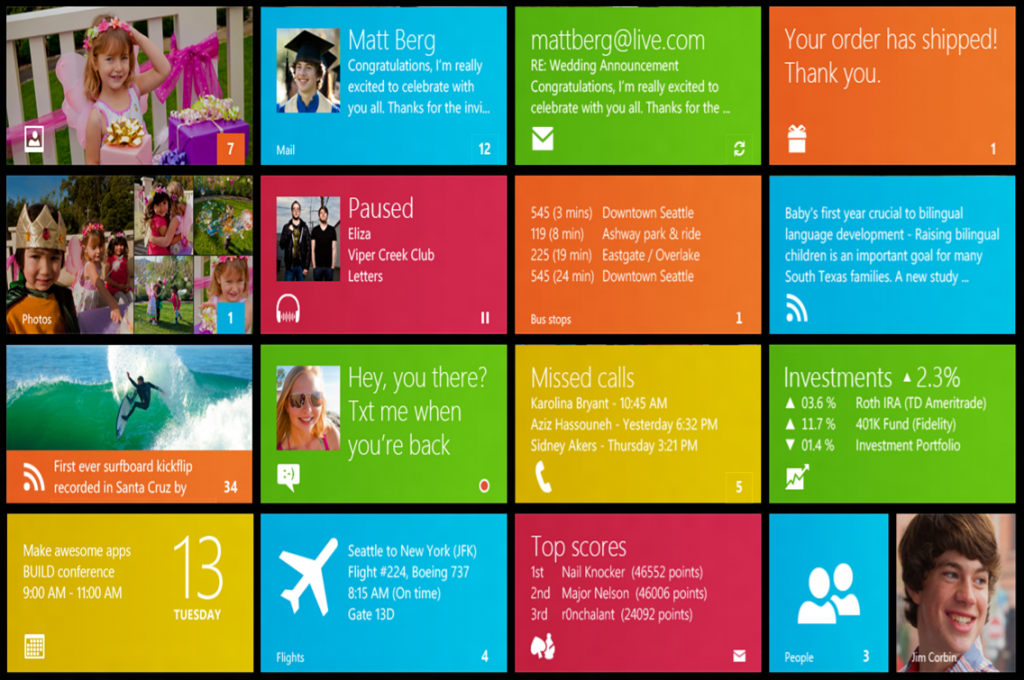 7
Matt Berg
Congratulations, I'm really
excited to celebrate with
you all. Thanks for the invi...
Mail
12
mattberg@live.com
RE: Wedding Announcement
Congratulations, I'm really
excited to celebrate with
you all. Thanks for the ...
Your order has shipped!
Thank you.
1
Photos
1
Paused
Eliza
Viper Creek Club
Letters
545 (3 mins) Downtown Seattle
119 (8 min) Ashway park & ride
225 (19 min) Eastgate / Overlake
545 (24 min) Downtown Seattle
Bus stops
1
Baby's first year crucial to bilingual
language development - Raising bilingual
children is an important goal for many
South Texas families. A new study ...
First ever surfboard kickflip
recorded in Santa Cruz by
34
Hey, you there?
Txt me when
you're back
:-)
Missed calls
Karolina Bryant - 10:45 AM
Aziz Hassouneh - Yesterday 6:32 PM
Sidney Akers - Thursday 3:21 PM
5
Investments ▲ 2.3%
▲ 03.6 % Roth IRA (TD Ameritrade)
▲ 11.7 % 401K Fund (Fidelity)
▼ 01.4 % Investment Portfolio
Make awesome apps
BUILD conference
9:00 AM - 11:00 AM
13
TUESDAY
Seattle to New York (JFK)
Flight #224, Boeing 737
8:15 AM (On time)
Gate 13D
Flights
4
Top scores
1st Nail Knocker (46552 points)
2nd Major Nelson (46006 points)
3rd r0nchalant (24092 points)
People
3
Jim Corbin